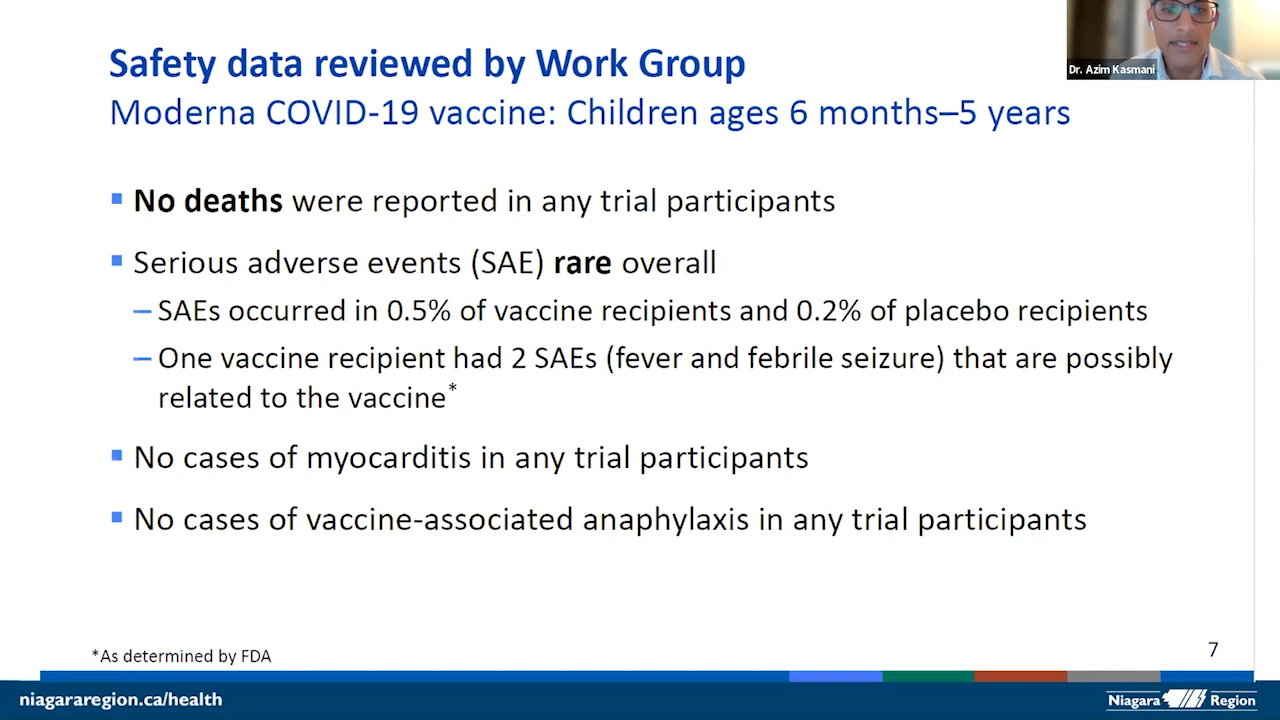 Safety data reviewed by Work Group
Moderna COVID-19 vaccine: Children ages 6 months–5 years
Dr. Azim Kasmani
▪ No deaths were reported in any trial participants
▪ Serious adverse events (SAE) rare overall
– SAEs occurred in 0.5% of vaccine recipients and 0.2% of placebo recipients
– One vaccine recipient had 2 SAEs (fever and febrile seizure) that are possibly
related to the vaccine*
▪ No cases of myocarditis in any trial participants
▪ No cases of vaccine-associated anaphylaxis in any trial participants
*As determined by FDA
7
niagararegion.ca/health
Niagara Region